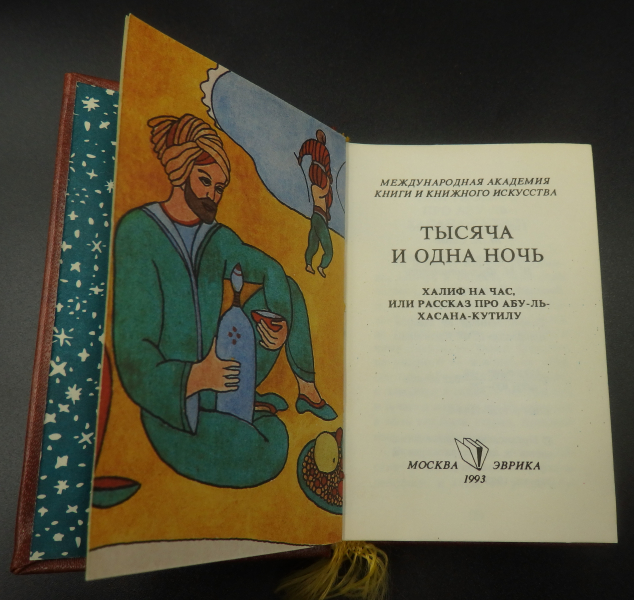 МЕЖДУНАРОДНАЯ АКАДЕМИЯ
КНИГИ И КНИЖНОГО ИСКУССТВА
ТЫСЯЧА
И ОДНА НОЧЬ
ХАЛИФ НА ЧАС,
ИЛИ РАССКАЗ ПРО АБУ-ЛЬ-
ХАСАНА-КУТИЛУ
МОСКВА ЭВРИКА
1993